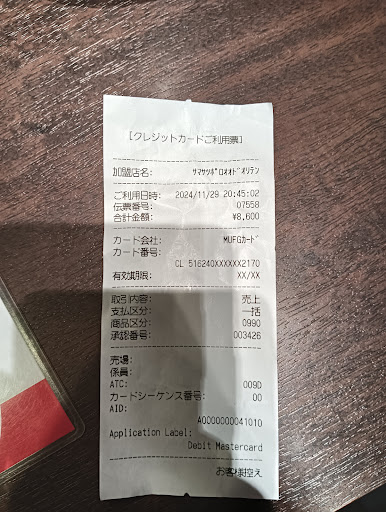 [クレジットカードご利用票]
加盟店名: サマサッポロオオドオリテン
ご利用日時: 2024/11/29 20:45:02
伝票番号: 07558
合計金額: ¥8,600
カード会社: MUFGカード
カード番号:
CL 516240XXXXXX2170
有効期限: XX/XX
取引内容: 売上
支払区分: 一括
商品区分: 0990
承認番号: 003426
売場:
係員:
ATC: 009D
カードシーケンス番号: 00
AID:
A0000000041010
Application Label:
Debit Mastercard
お客様控え